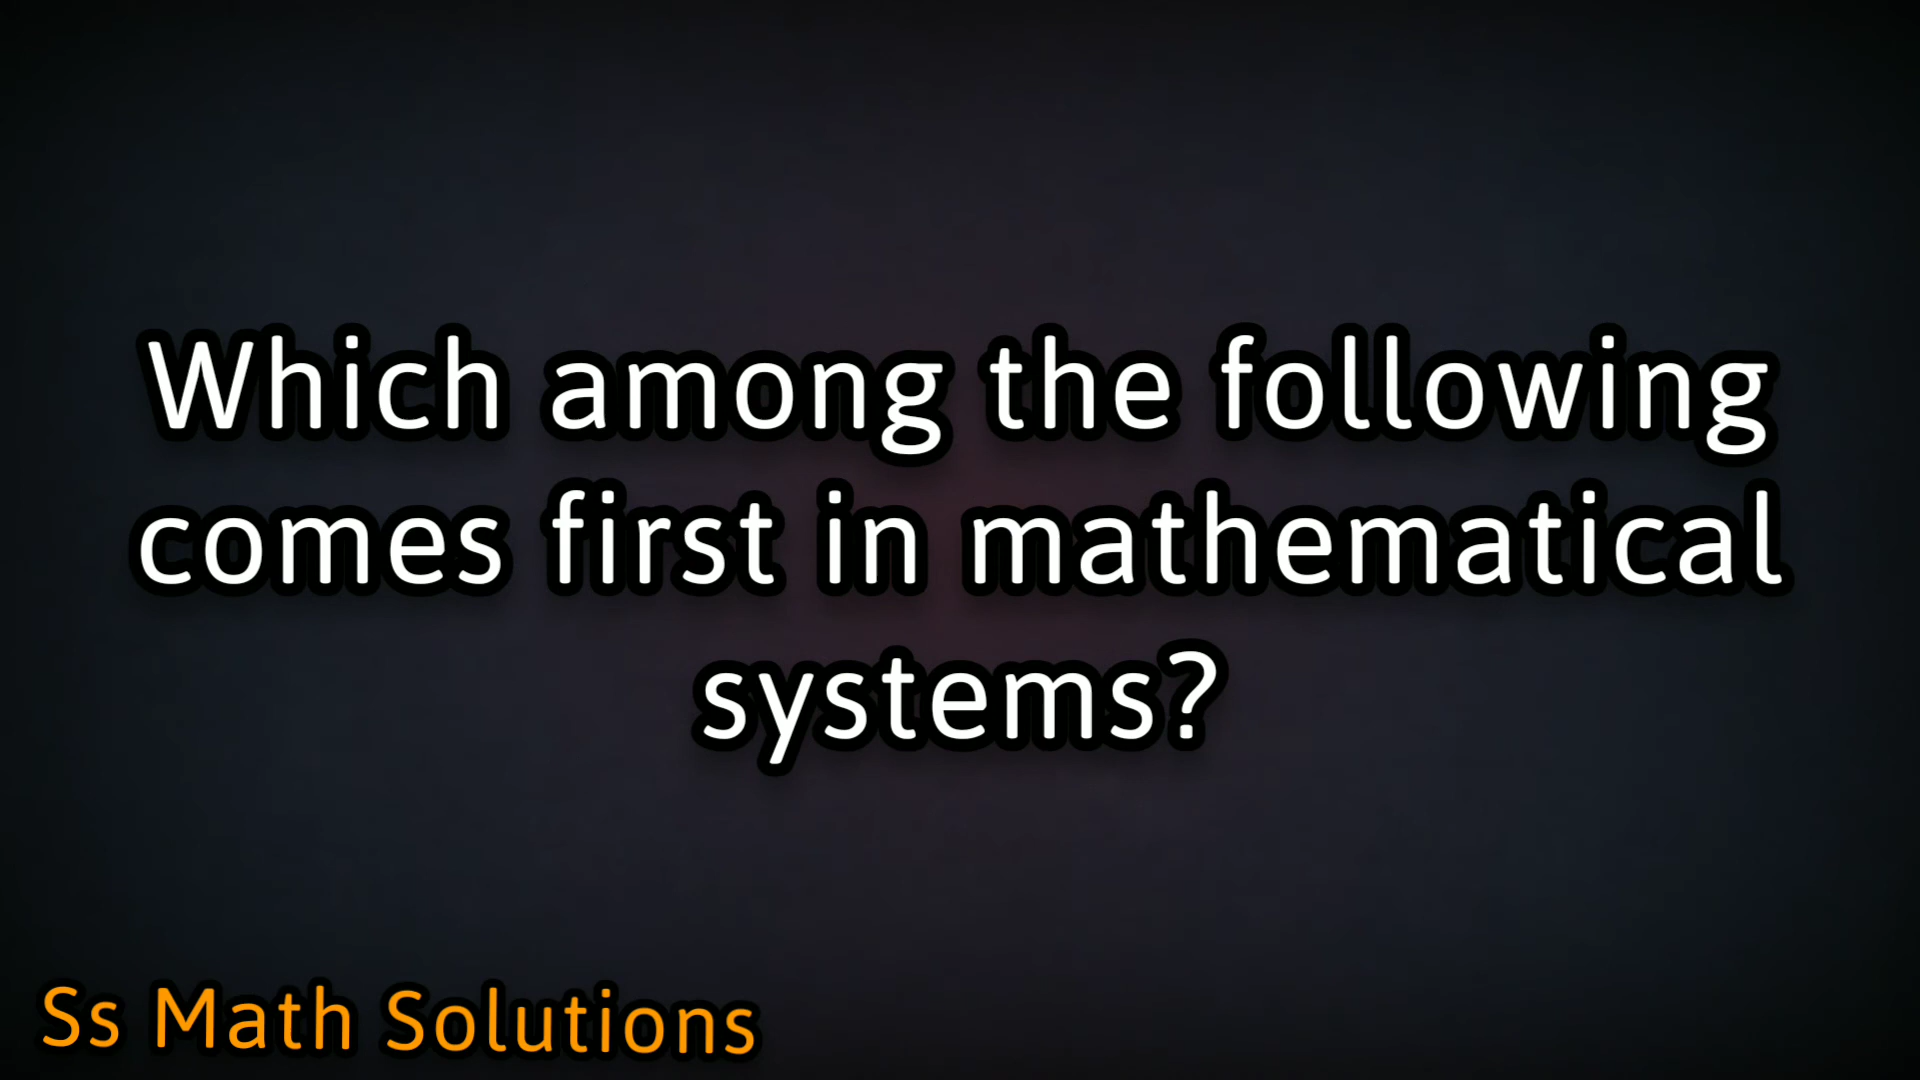 Which among the following
comes first in mathematical
systems?
Ss Math Solutions